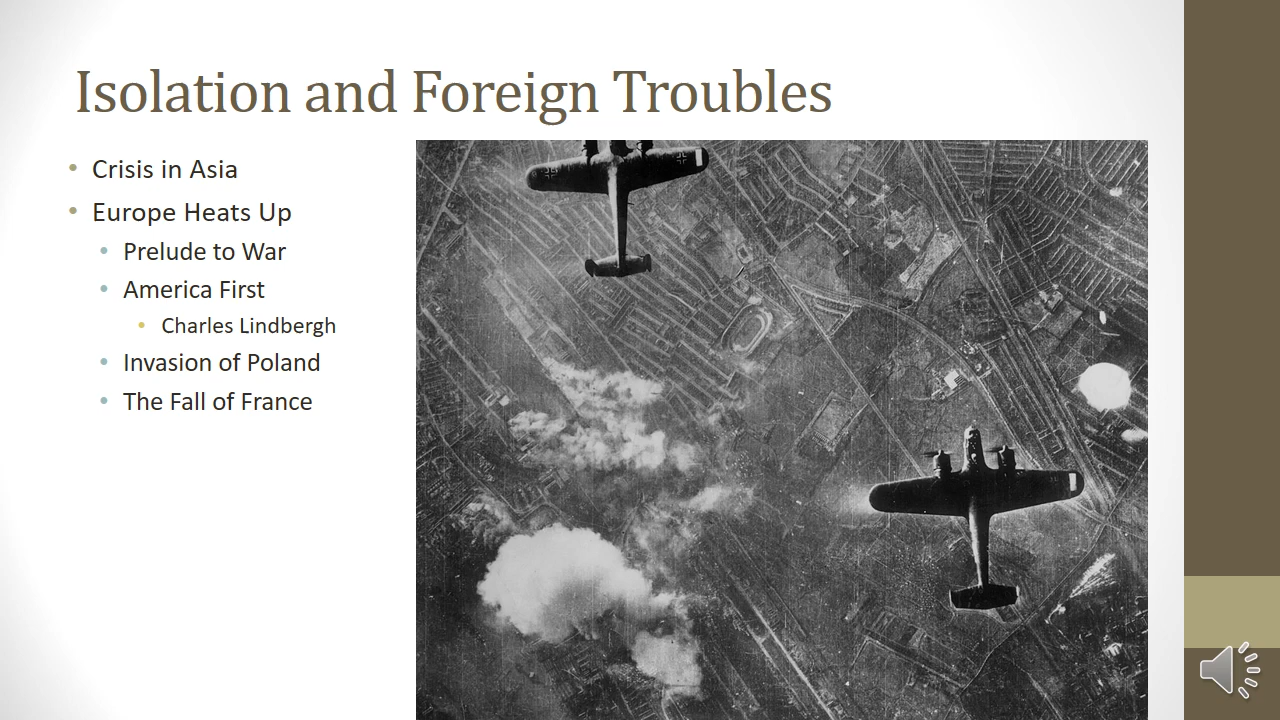 Isolation and Foreign Troubles
• Crisis in Asia
• Europe Heats Up
• Prelude to War
• America First
• Charles Lindbergh
• Invasion of Poland
• The Fall of France